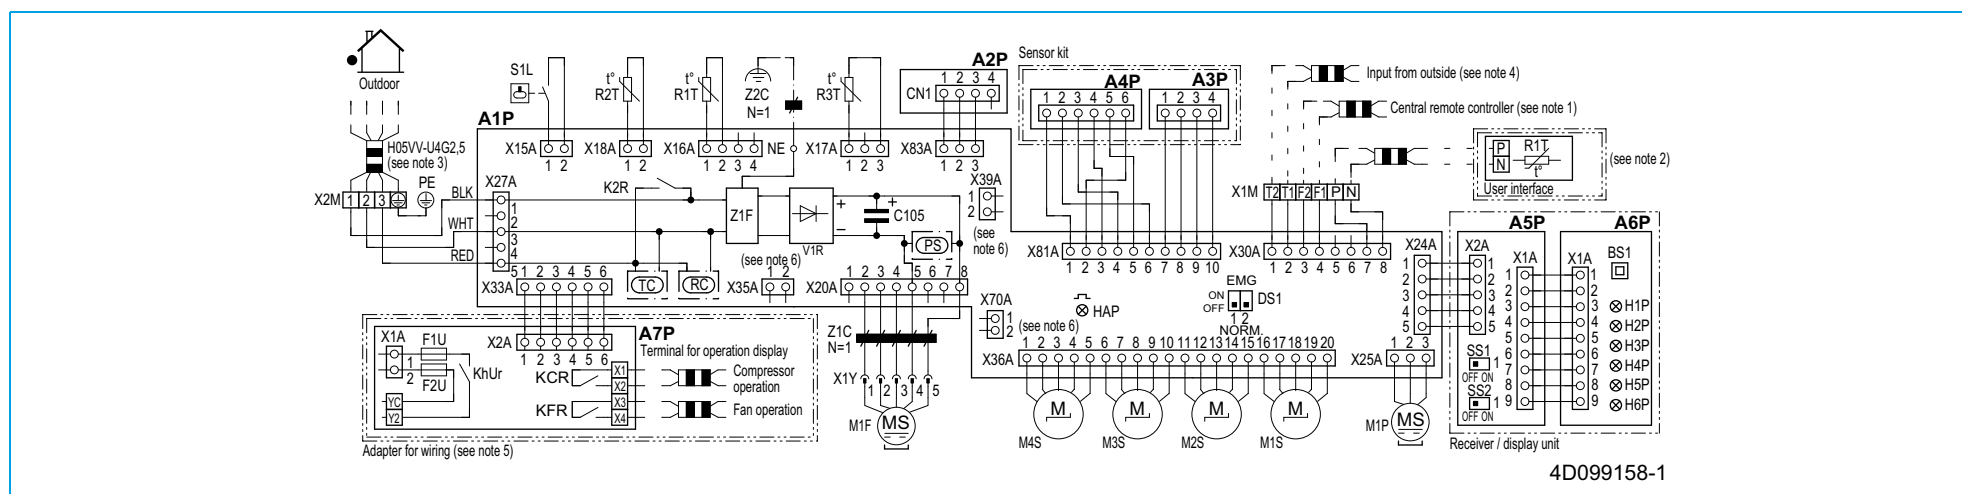 Outdoor
H05VV-U4G2,5
(see note 3)
X2M 1 2 3
PE
BLK
WHT
RED
A1P
S1L
X15A
1 2
t° R2T
X18A
1 2
t° R1T
X16A
1 2 3 4
Z2C
N=1
NE
t° R3T
X17A
1 2
3
A2P
CN1
1 2 3 4
X83A
1 2 3
Sensor kit
A4P
1 2 3 4 5 6
A3P
1 2 3 4
Input from outside (see note 4)
Central remote controller (see note 1)
P
N
R1T
t°
User interface
(see note 2)
X1M T2 T1 F2 F1 P N
X27A
1
2
3
4
5
K2R
Z1F
V1R
+
−
+
C105
PS
X39A
1
2
(see
note 6)
TC
RC
(see note 6)
X35A
1 2
X33A
1 2 3 4 5 6
X20A
1 2 3 4 5 6 7 8
X81A
1 2 3 4 5 6 7 8 9 10
X30A
1 2 3 4 5 6 7 8
EMG
ON
OFF
DS1
1 2
NORM.
HAP
X70A
1
2
(see note 6)
X36A
1 2 3 4 5 6 7 8 9 10 11 12 13 14 15 16 17 18 19 20
X25A
1 2 3
X24A
1
2
3
4
5
A5P
X2A
1
2
3
4
5
X1A
1
2
3
4
5
6
7
8
9
SS1
1
OFF ON
SS2
1
OFF ON
A6P
X1A
1
2
3
4
5
6
7
8
9
BS1
H1P
H2P
H3P
H4P
H5P
H6P
Receiver / display unit
A7P
X1A
1
2
F1U
F2U
KhUr
YC
Y2
X2A
1 2 3 4 5 6
Terminal for operation display
KCR
X1
X2
Compressor
operation
KFR
X3
X4
Fan operation
Adapter for wiring (see note 5)
Z1C
N=1
X1Y
1 2 3 4 5
M1F
MS
M
M4S
M
M3S
M
M2S
M
M1S
M1P
MS
4D099158-1